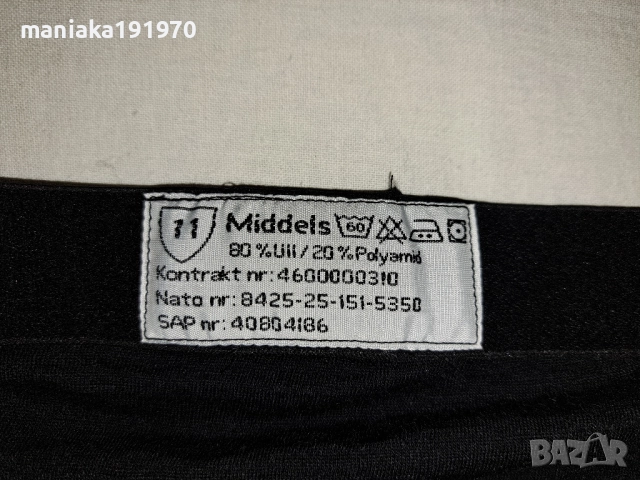 maniaka191970
11 Middels 60
80%Ull/20%Polyamid
Kontrakt nr:4600000310
Nato nr:8425-25-151-5350
SAP nr:40804186
BAZAR